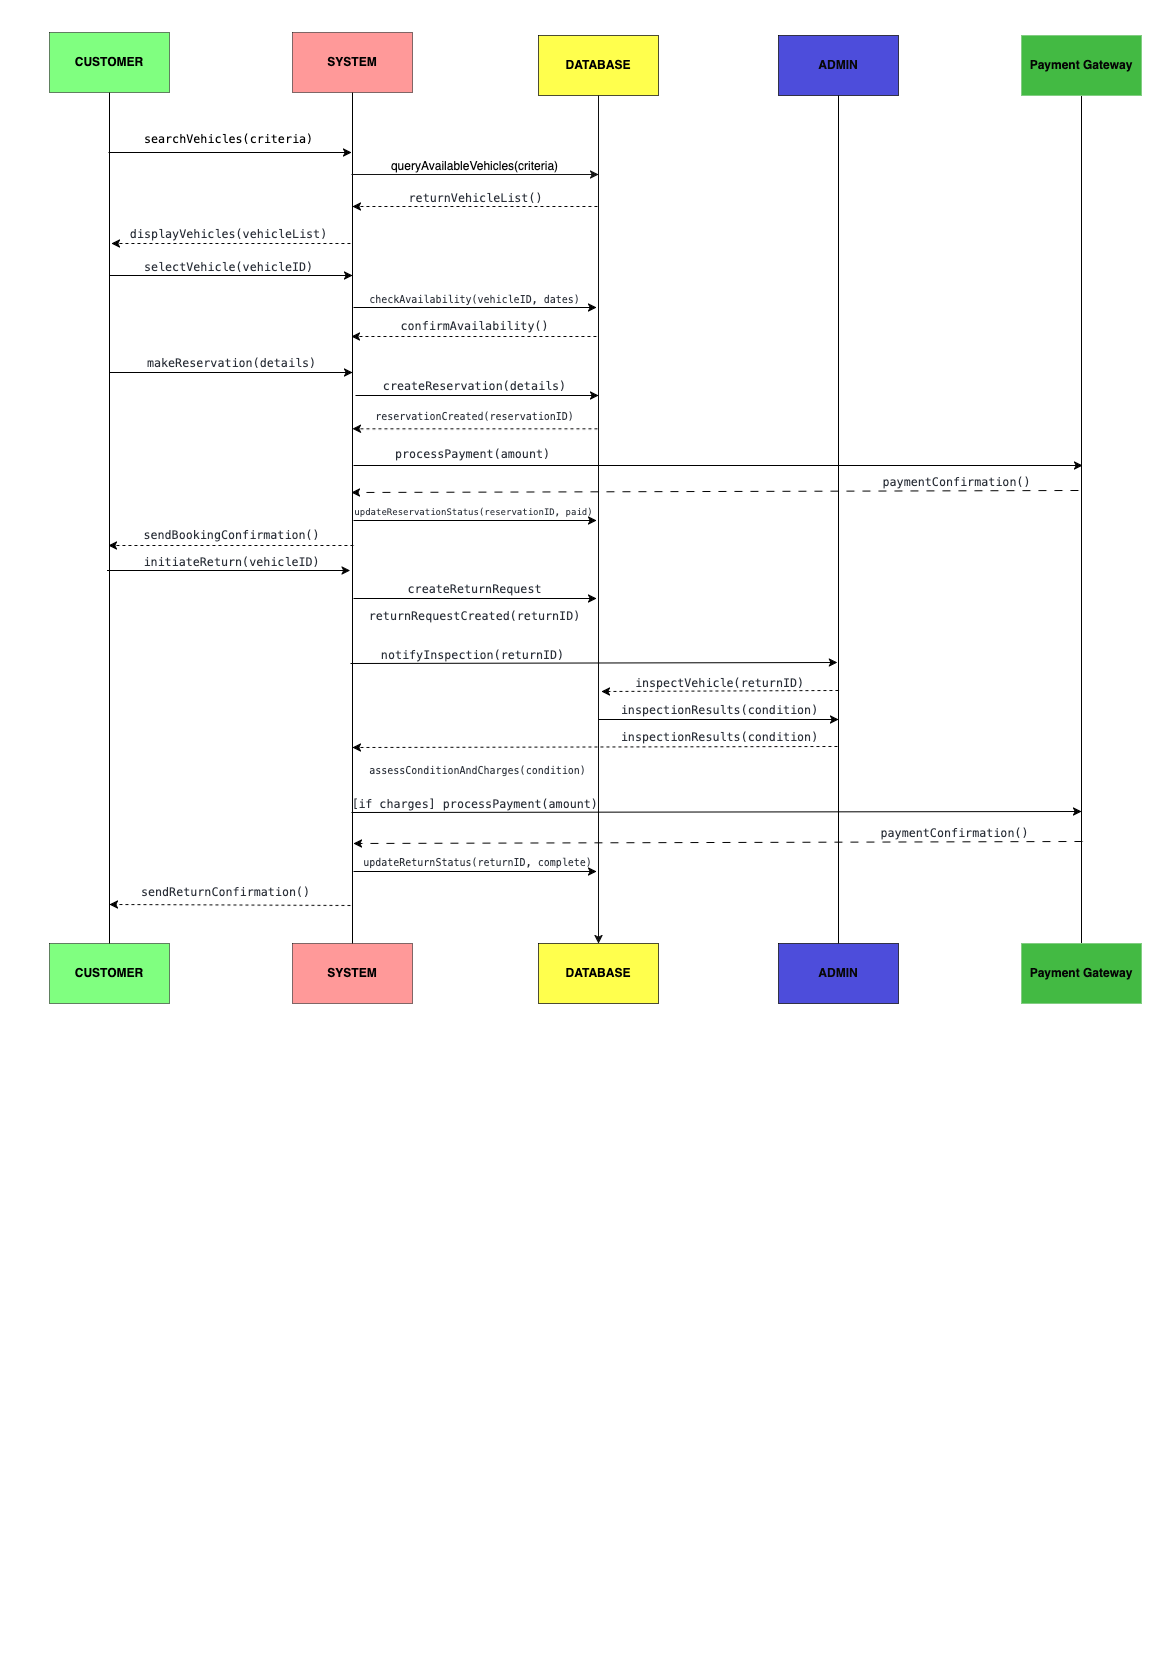 CUSTOMER
SYSTEM
DATABASE
ADMIN
Payment Gateway
searchVehicles(criteria)
queryAvailableVehicles(criteria)
returnVehicleList()
displayVehicles(vehicleList)
selectVehicle(vehicleID)
checkAvailability(vehicleID, dates)
confirmAvailability()
makeReservation(details)
createReservation(details)
reservationCreated(reservationID)
processPayment(amount)
paymentConfirmation()
updateReservationStatus(reservationID, paid)
sendBookingConfirmation()
initiateReturn(vehicleID)
createReturnRequest
returnRequestCreated(returnID)
notifyInspection(returnID)
inspectVehicle(returnID)
inspectionResults(condition)
inspectionResults(condition)
assessConditionAndCharges(condition)
[if charges] processPayment(amount)
paymentConfirmation()
updateReturnStatus(returnID, complete)
sendReturnConfirmation()
CUSTOMER
SYSTEM
DATABASE
ADMIN
Payment Gateway